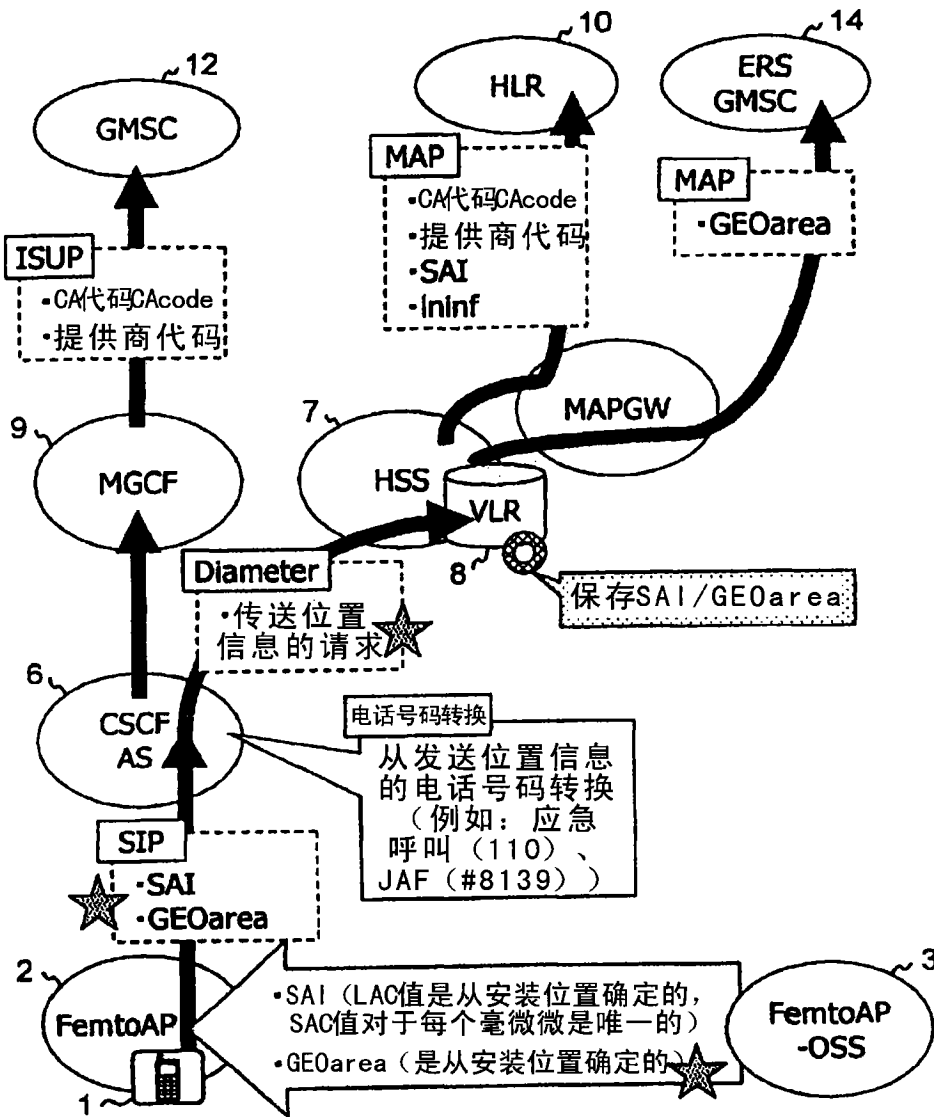 10
14
12
HLR
ERS
GMSC
GMSC
MAP
·CA代码CAcode
·提供商代码
·SAI
·Ininf
MAP
·GEOarea
ISUP
·CA代码CAcode
·提供商代码
9
MGCF
7
HSS
MAPGW
VLR
8
保存SAI/GEOarea
Diameter
·传送位置
信息的请求
6
CSCF
AS
电话号码转换
从发送位置信息
的电话号码转换
（例如：应急
呼叫（110）、
JAF（#8139））
SIP
·SAI
·GEOarea
2
FemtoAP
1
·SAI（LAC值是从安装位置确定的，
SAC值对于每个毫微微是唯一的）
·GEOarea（是从安装位置确定的）
3
FemtoAP
-OSS